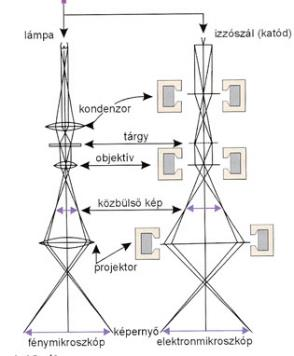 lámpa
izzószál (katód)
kondenzor
tárgy
objektív
közbülső kép
projektor
képernyő
fénymikroszkóp
elektronmikroszkóp